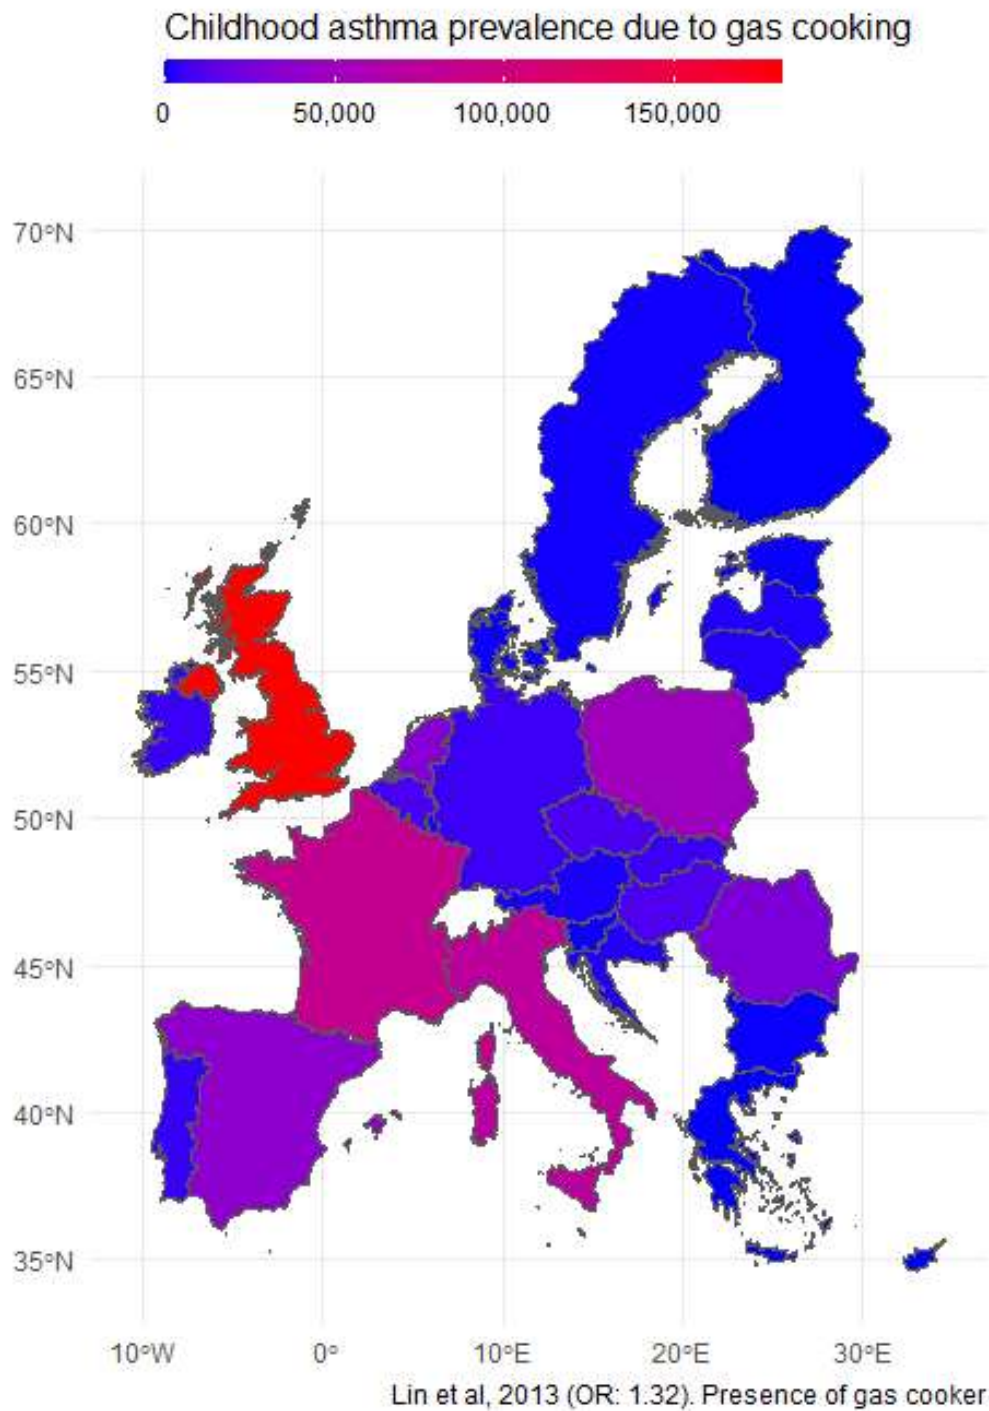 Childhood asthma prevalence due to gas cooking
0 50,000 100,000 150,000
70°N
65°N
60°N
55°N
50°N
45°N
40°N
35°N
10°W 0° 10°E 20°E 30°E
Lin et al, 2013 (OR: 1.32). Presence of gas cooker